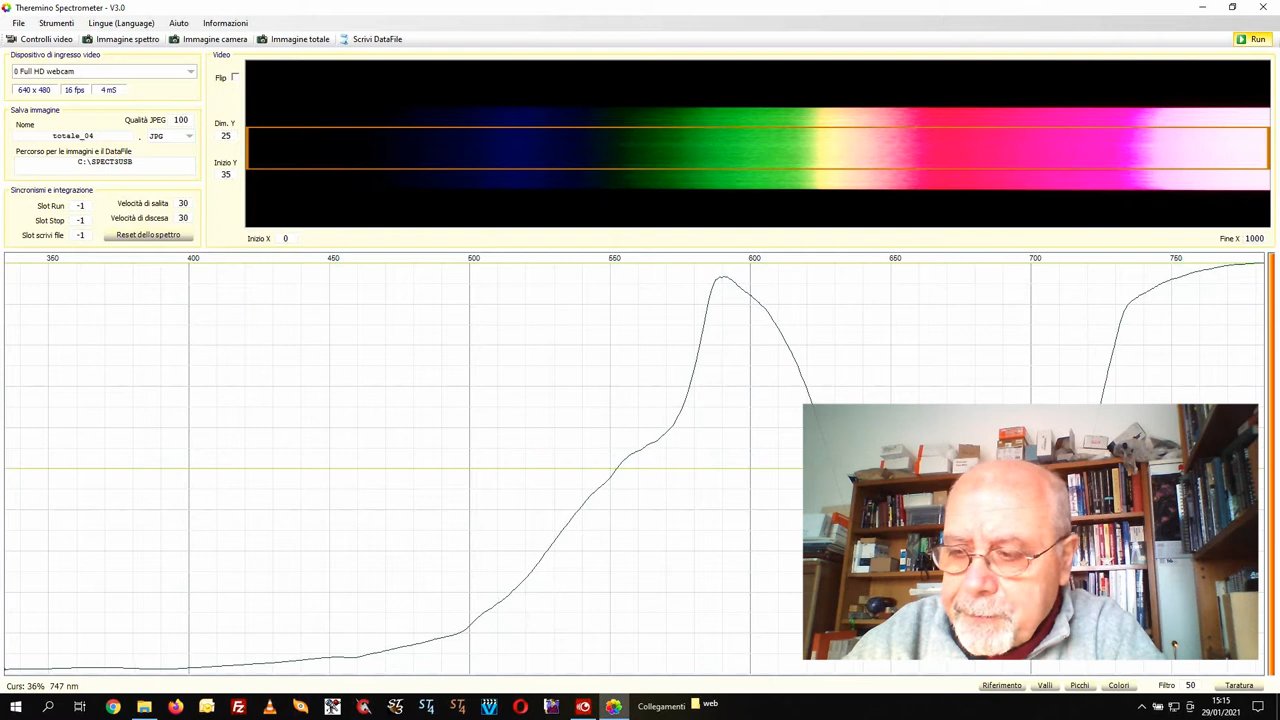 Theremino Spectrometer - V3.0
File Strumenti Lingue (Language) Aiuto Informazioni
Controlli video Immagine spettro Immagine camera Immagine totale Scrivi DataFile Run
Dispositivo di ingresso video
0 Full HD webcam
640 x 480 16 fps 4 mS
Salva immagine
Qualità JPEG 100
Nome
totale_04 . JPG
Percorso per le immagini e il DataFile
C:\SPECTSUSB
Sincronismi e integrazione
Slot Run -1 Velocità di salita 30
Slot Stop -1 Velocità di discesa 30
Slot scrivi file -1 Reset dello spettro
Video
Flip
Dim. Y
25
Inizio Y
35
Inizio X 0 Fine X 1000
350 400 450 500 550 600 650 700 750
Curs: 36% 747 nm Riferimento Valli Picchi Colori Filtro 50 Taratura
Collegamenti web
15:15
29/01/2021